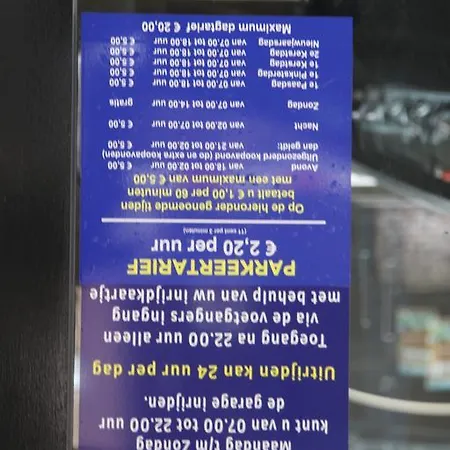 Maandag t/m Zondag
kunt u van 07.00 tot 22.00 uur
de garage inrijden.
Uitrijden kan 24 uur per dag
Toegang na 22.00 uur alleen
via de voetgangers ingang
met behulp van uw inrijdkaartje
PARKEERTARIEF
€ 2,20 per uur
(11 cent per 3 minuten)
Op de hieronder genoemde tijden
betaalt u € 1,00 per 60 minuten
met een maximum van € 5,00
Avond van 18.00 tot 02.00 uur € 5,00
Uitgezonderd koopavond (do) en extra koopavonden
dan geldt: van 21.00 tot 02.00 uur
Nacht van 02.00 tot 07.00 uur € 5,00
Zondag van 07.00 tot 14.00 uur gratis
1e Paasdag van 07.00 tot 18.00 uur € 5,00
1e Pinksterdag van 07.00 tot 18.00 uur € 5,00
1e Kerstdag van 07.00 tot 18.00 uur € 5,00
2e Kerstdag van 07.00 tot 18.00 uur € 5,00
Nieuwjaarsdag van 07.00 tot 18.00 uur € 5,00
Maximum dagtarief € 20,00